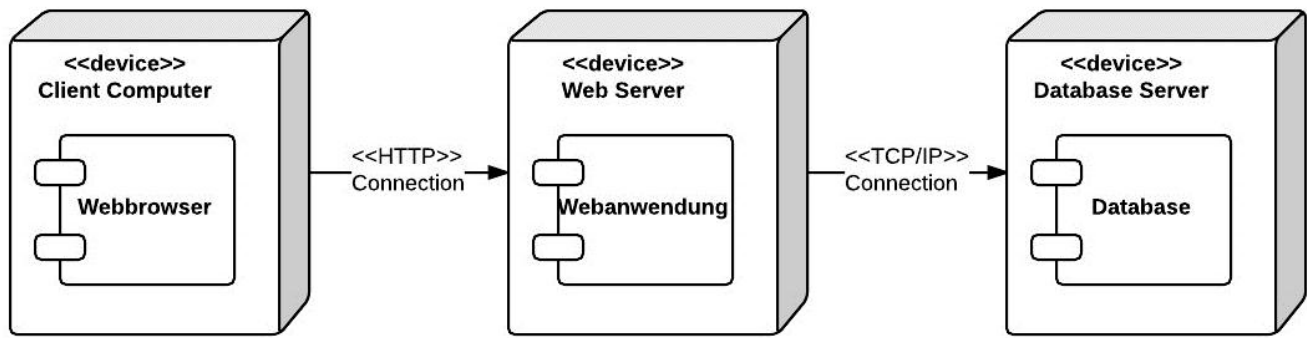 <<device>>
Client Computer
Webbrowser
<<HTTP>>
Connection
<<device>>
Web Server
Webanwendung
<<TCP/IP>>
Connection
<<device>>
Database Server
Database